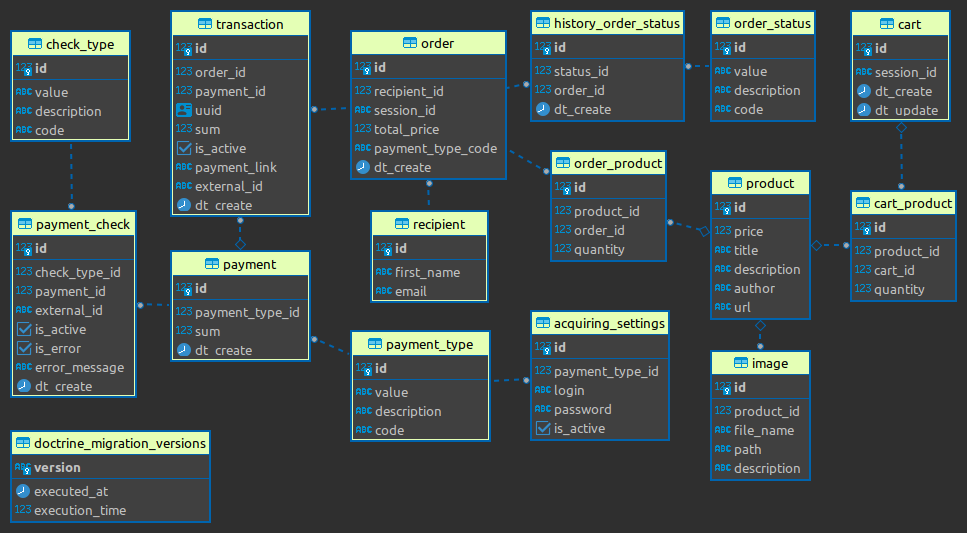 check_type
id
value
description
code
transaction
id
order_id
payment_id
uuid
sum
is_active
payment_link
external_id
dt_create
order
id
recipient_id
session_id
total_price
payment_type_code
dt_create
history_order_status
id
status_id
order_id
dt_create
order_status
id
value
description
code
cart
id
session_id
dt_create
dt_update
payment_check
id
check_type_id
payment_id
external_id
is_active
is_error
error_message
dt_create
payment
id
payment_type_id
sum
dt_create
recipient
id
first_name
email
order_product
id
product_id
order_id
quantity
product
id
price
title
description
author
url
cart_product
id
product_id
cart_id
quantity
payment_type
id
value
description
code
acquiring_settings
id
payment_type_id
login
password
is_active
image
id
product_id
file_name
path
description
doctrine_migration_versions
version
executed_at
execution_time